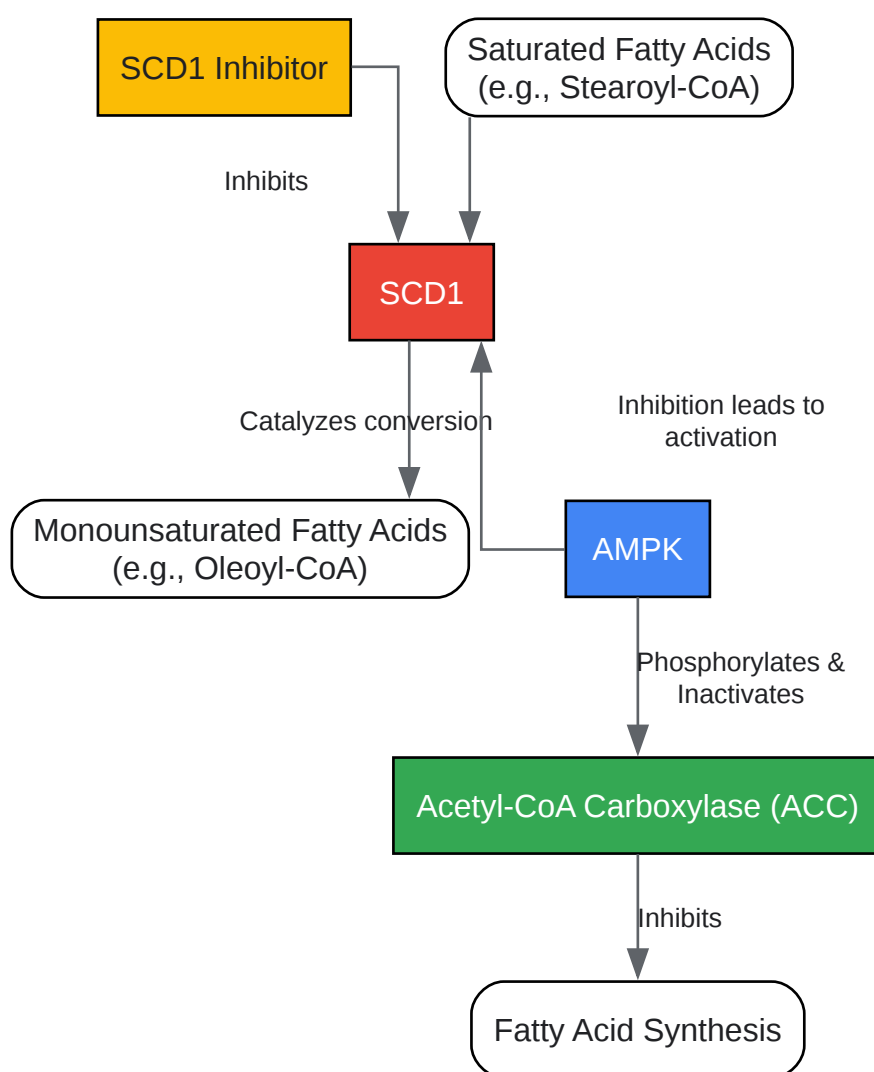 SCD1 Inhibitor
Saturated Fatty Acids
(e.g., Stearoyl-CoA)
Inhibits
SCD1
Catalyzes conversion
Inhibition leads to
activation
Monounsaturated Fatty Acids
(e.g., Oleoyl-CoA)
AMPK
Phosphorylates &
Inactivates
Acetyl-CoA Carboxylase (ACC)
Inhibits
Fatty Acid Synthesis